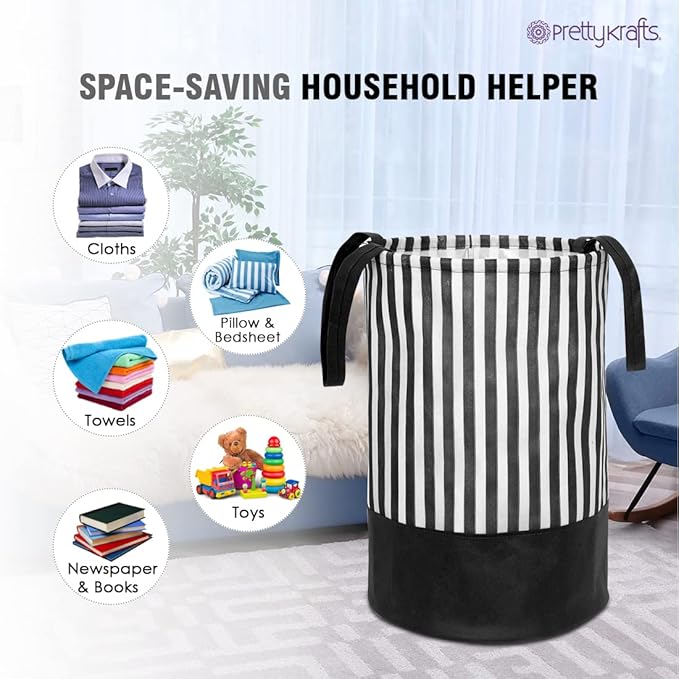 Prettykrafts®
SPACE-SAVING HOUSEHOLD HELPER
Cloths
Pillow &
Bedsheet
Towels
Toys
Newspaper
& Books